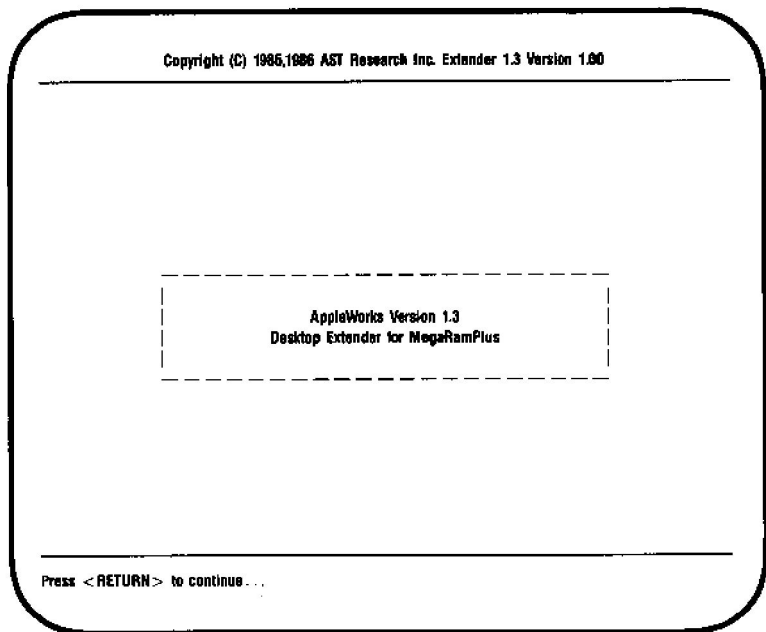 Copyright (C) 1985,1986 AST Research Inc. Extender 1.3 Version 1.00
AppleWorks Version 1.3
Desktop Extender for MegaRamPlus
Press <RETURN> to continue...